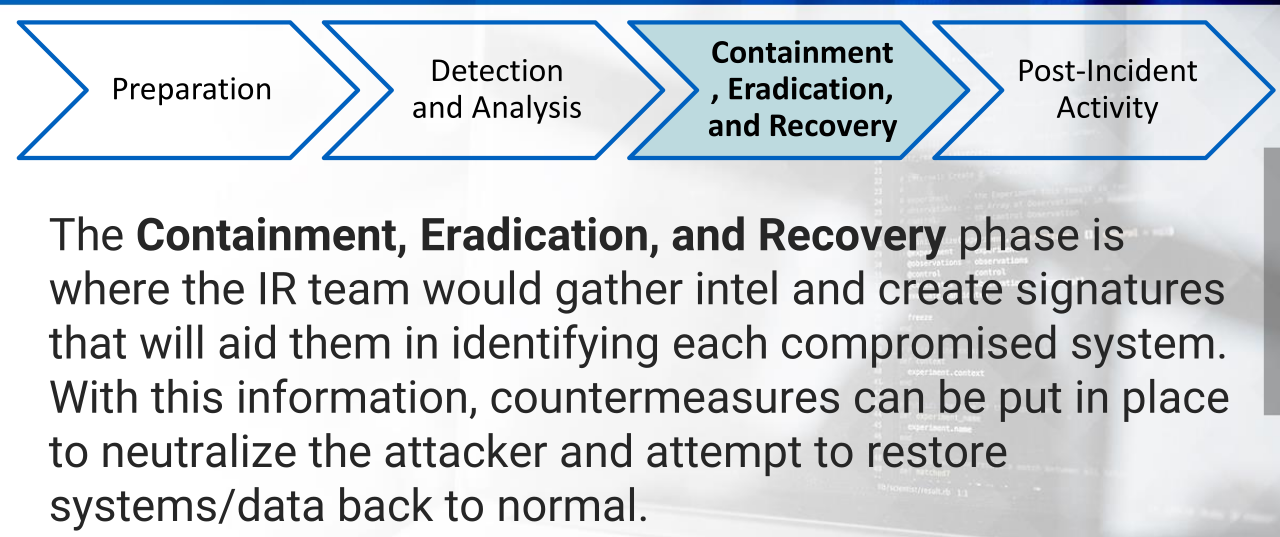 Preparation
Detection
and Analysis
Containment
, Eradication,
and Recovery
Post-Incident
Activity
The Containment, Eradication, and Recovery phase is
where the IR team would gather intel and create signatures
that will aid them in identifying each compromised system.
With this information, countermeasures can be put in place
to neutralize the attacker and attempt to restore
systems/data back to normal.